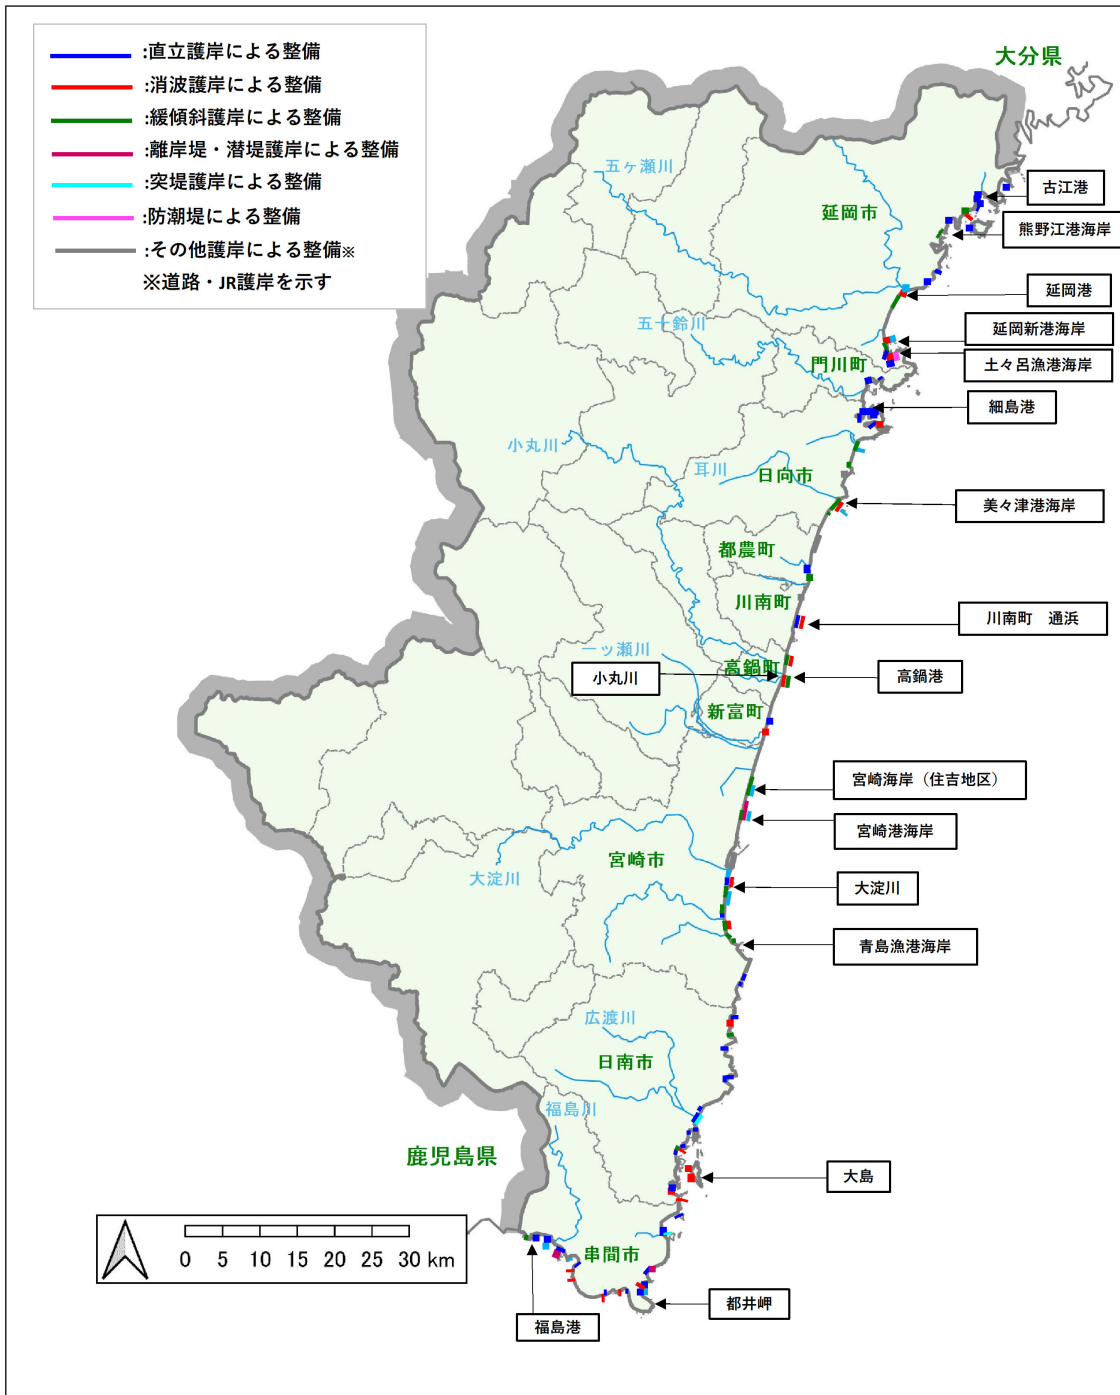 :直立護岸による整備
:消波護岸による整備
:緩傾斜護岸による整備
:離岸堤・潜堤護岸による整備
:突堤護岸による整備
:防潮堤による整備
:その他護岸による整備※
※道路・JR護岸を示す
大分県
五ヶ瀬川
古江港
延岡市
熊野江港海岸
延岡港
五十鈴川
延岡新港海岸
門川町
土々呂漁港海岸
細島港
小丸川
耳川
日向市
美々津港海岸
都農町
川南町
川南町 通浜
一ッ瀬川
高鍋町
小丸川
高鍋港
新富町
宮崎海岸（住吉地区）
宮崎港海岸
宮崎市
大淀川
大淀川
青島漁港海岸
広渡川
日南市
福島川
鹿児島県
大島
0 5 10 15 20 25 30 km
串間市
都井岬
福島港